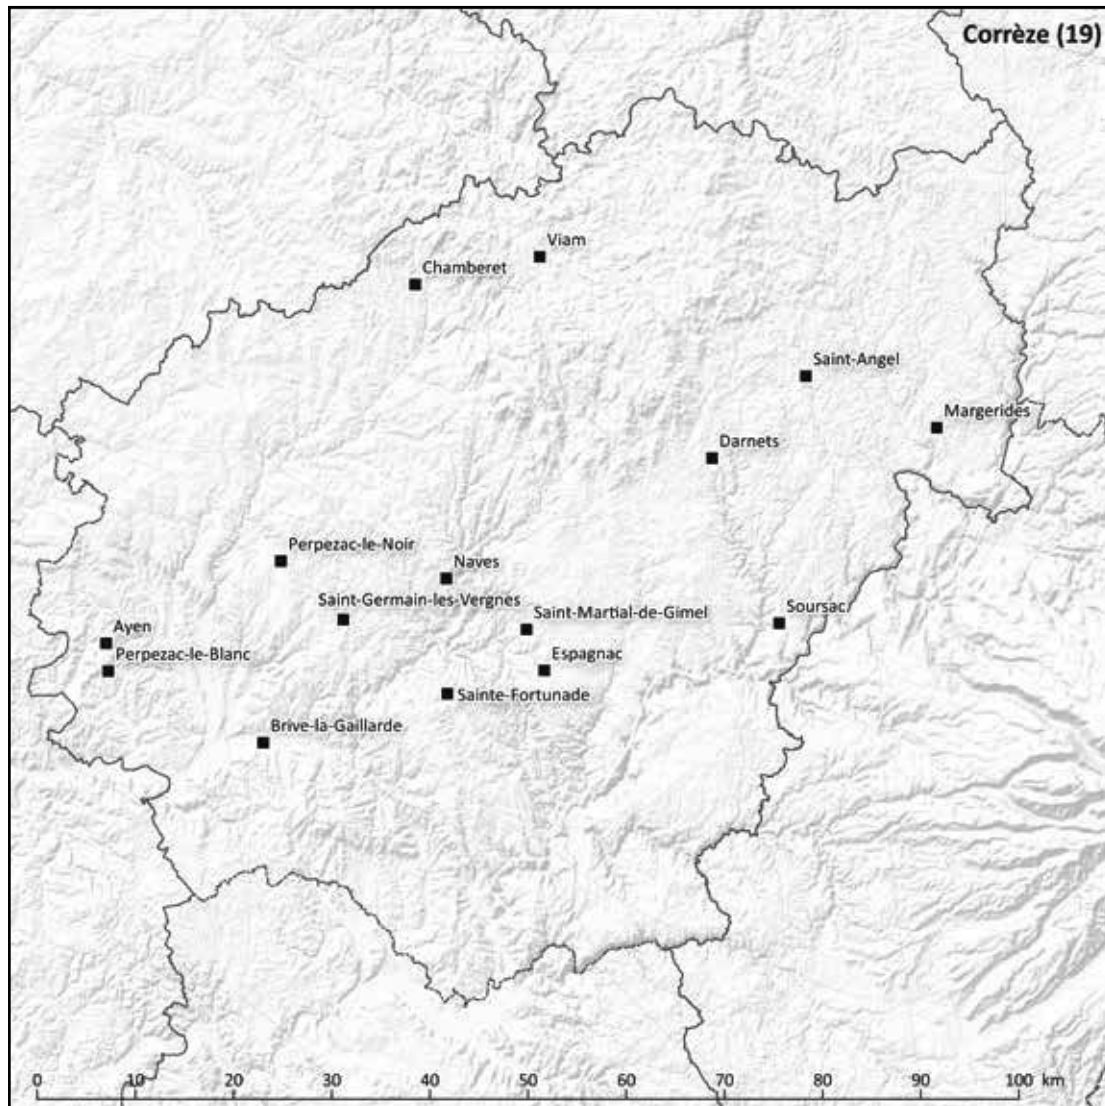 Corrèze (19)
Viam
Chamberet
Saint-Angel
Margerides
Darnets
Perpezac-le-Noir
Naves
Saint-Germain-les-Vergnes
Saint-Martial-de-Gimel
Soursac
Ayen
Perpezac-le-Blanc
Espagnac
Sainte-Fortunade
Brive-la-Gaillarde
0 10 20 30 40 50 60 70 80 90 100 km